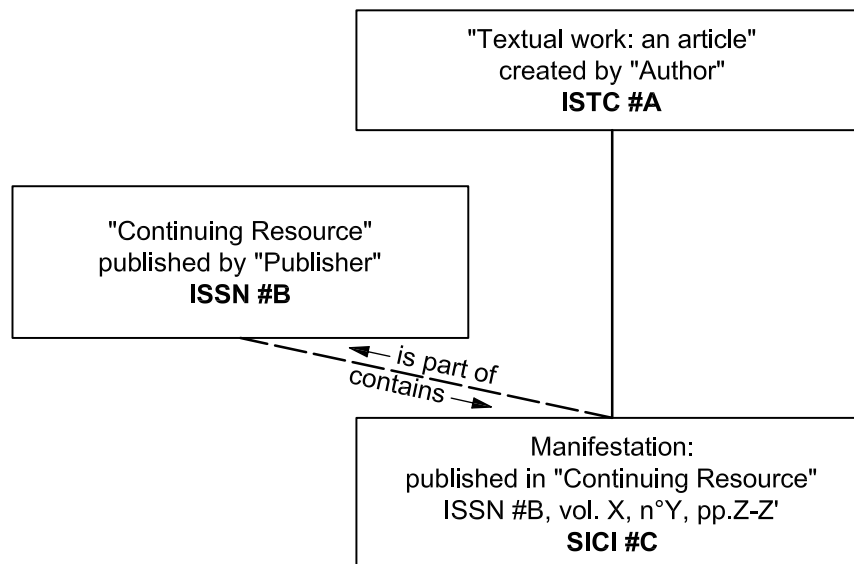 "Textual work: an article"
created by "Author"
ISTC #A
"Continuing Resource"
published by "Publisher"
ISSN #B
is part of
contains
Manifestation:
published in "Continuing Resource"
ISSN #B, vol. X, n°Y, pp.Z-Z'
SICI #C